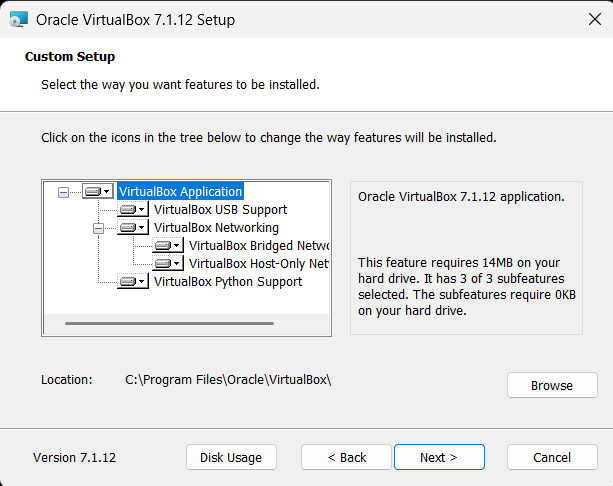 Oracle VirtualBox 7.1.12 Setup
Custom Setup
Select the way you want features to be installed.
Click on the icons in the tree below to change the way features will be installed.
VirtualBox Application
VirtualBox USB Support
VirtualBox Networking
VirtualBox Bridged Netwo
VirtualBox Host-Only Net
VirtualBox Python Support
Oracle VirtualBox 7.1.12 application.
This feature requires 14MB on your
hard drive. It has 3 of 3 subfeatures
selected. The subfeatures require 0KB
on your hard drive.
Location: C:\Program Files\Oracle\VirtualBox\
Browse
Version 7.1.12 Disk Usage < Back Next > Cancel